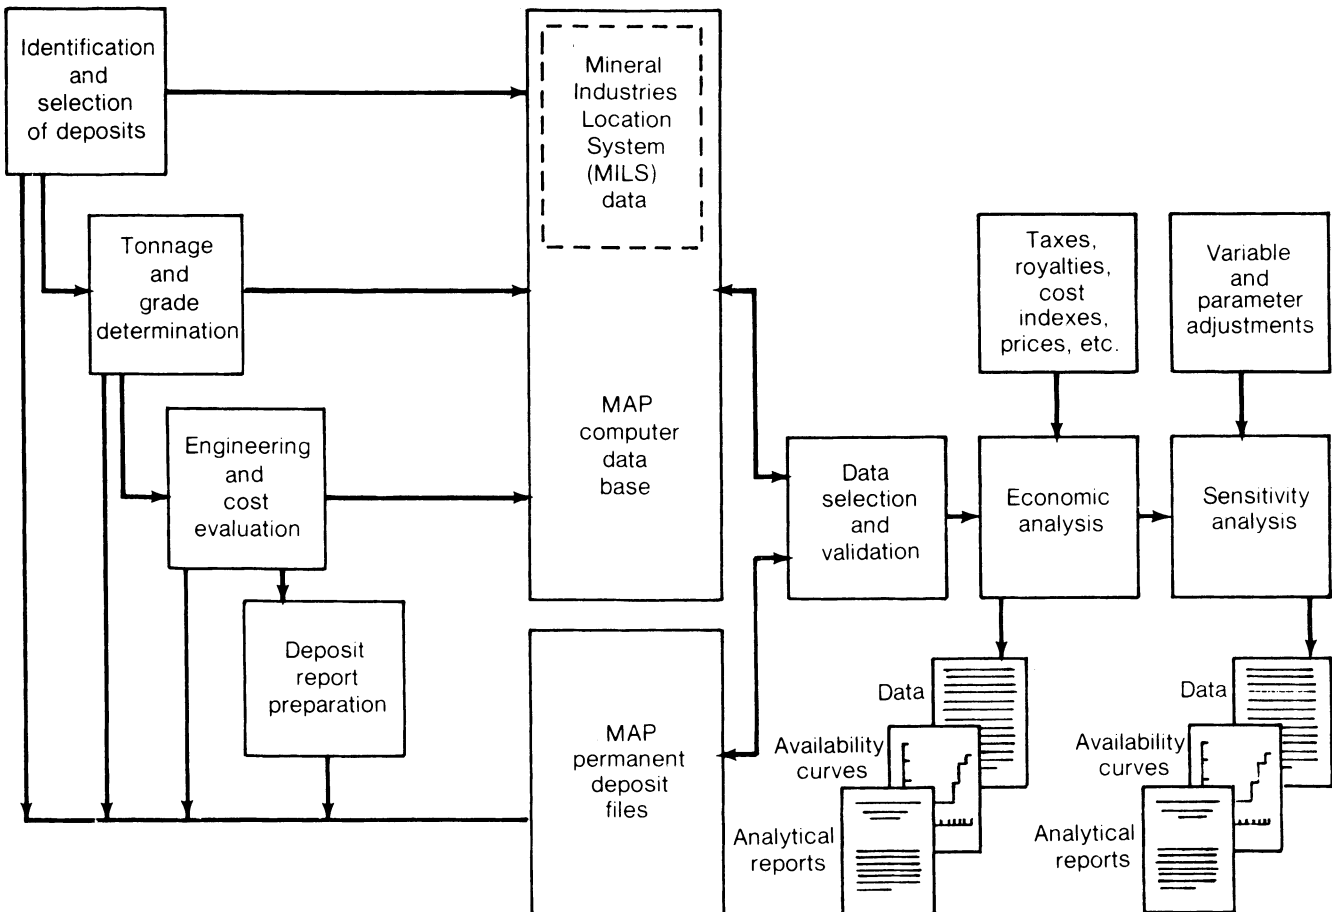 Identification
and
selection
of deposits
Mineral
Industries
Location
System
(MILS)
data
Tonnage
and
grade
determination
Taxes,
royalties,
cost
indexes,
prices, etc.
Variable
and
parameter
adjustments
MAP
computer
data
base
Engineering
and
cost
evaluation
Data
selection
and
validation
Economic
analysis
Sensitivity
analysis
Deposit
report
preparation
MAP
permanent
deposit
files
Data
Availability
curves
Analytical
reports
Data
Availability
curves
Analytical
reports